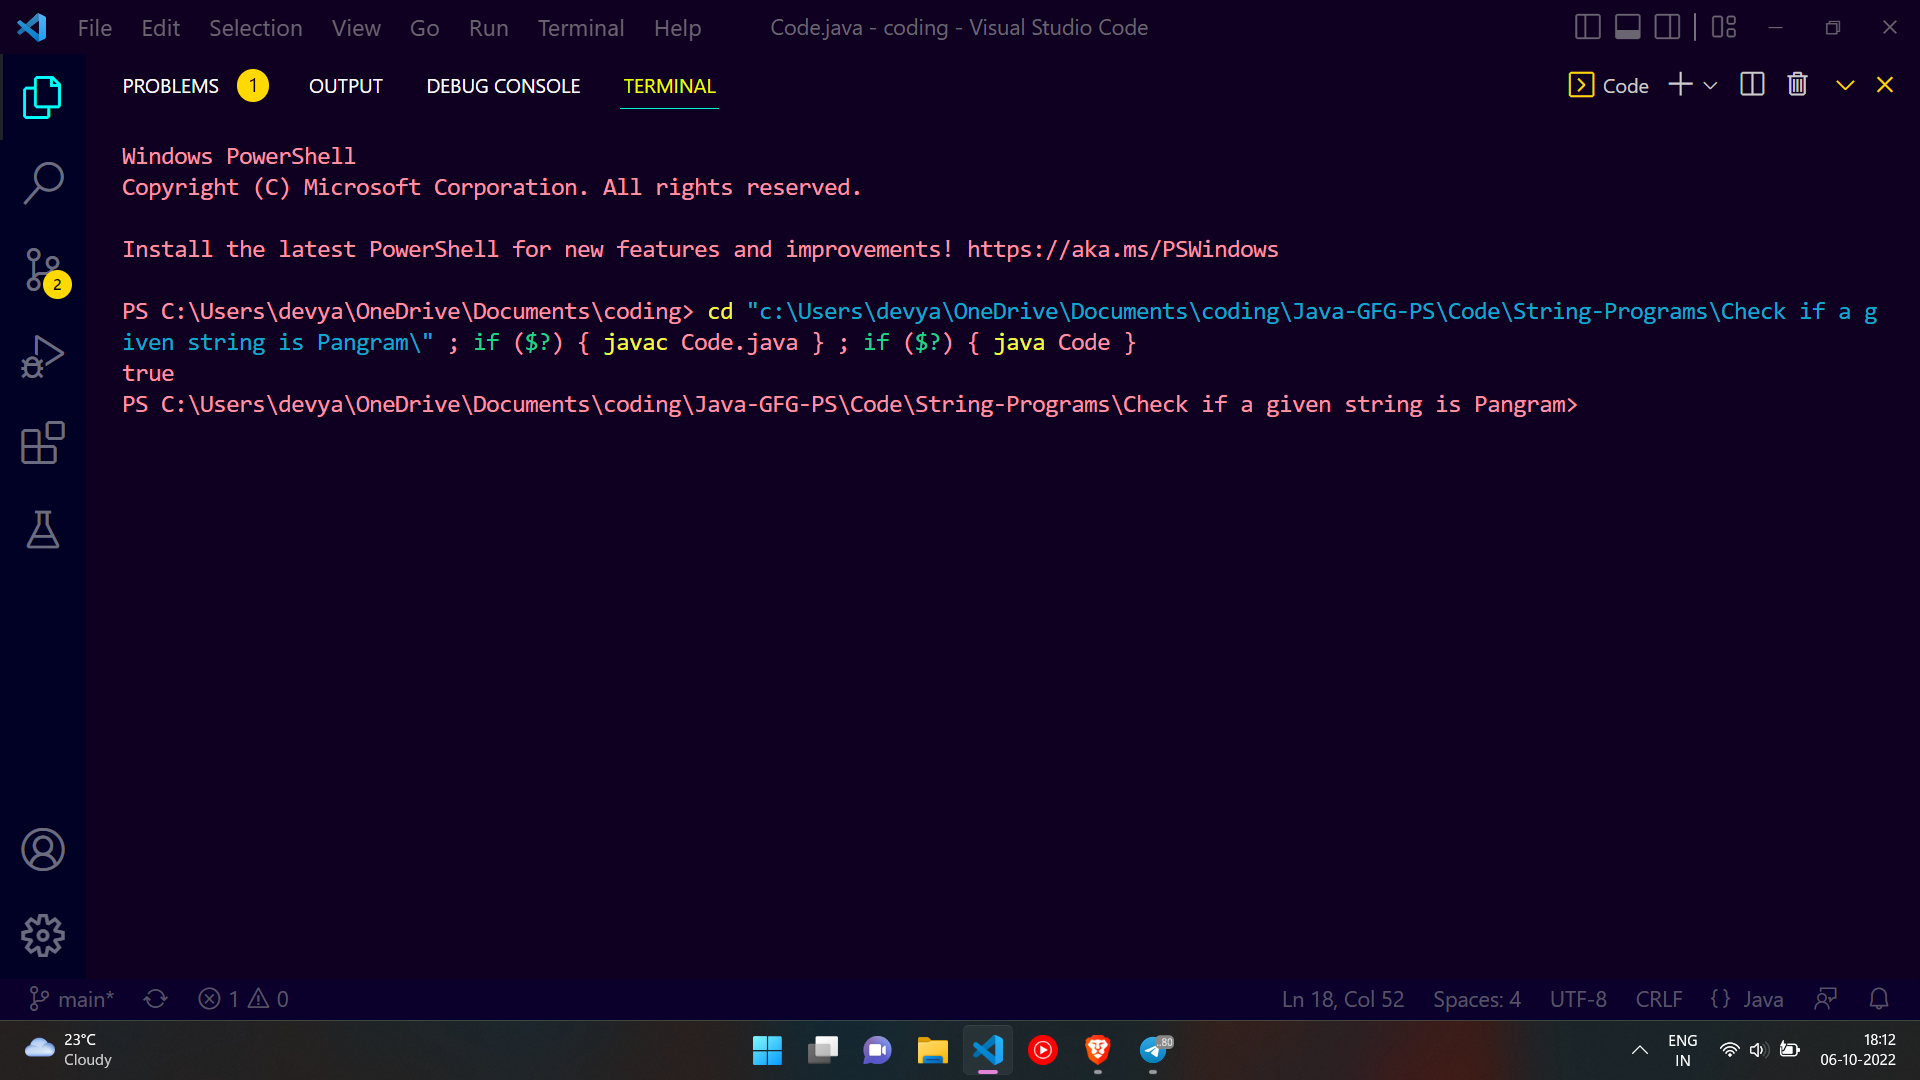 File Edit Selection View Go Run Terminal Help Code.java - coding - Visual Studio Code
PROBLEMS 1 OUTPUT DEBUG CONSOLE TERMINAL Code
Windows PowerShell
Copyright (C) Microsoft Corporation. All rights reserved.
Install the latest PowerShell for new features and improvements! https://aka.ms/PSWindows
PS C:\Users\devya\OneDrive\Documents\coding> cd "c:\Users\devya\OneDrive\Documents\coding\Java-GFG-PS\Code\String-Programs\Check if a g
iven string is Pangram\" ; if ($?) { javac Code.java } ; if ($?) { java Code }
true
PS C:\Users\devya\OneDrive\Documents\coding\Java-GFG-PS\Code\String-Programs\Check if a given string is Pangram>
2
main* 1 0 Ln 18, Col 52 Spaces: 4 UTF-8 CRLF {} Java
23°C
Cloudy
80
ENG
IN
18:12
06-10-2022